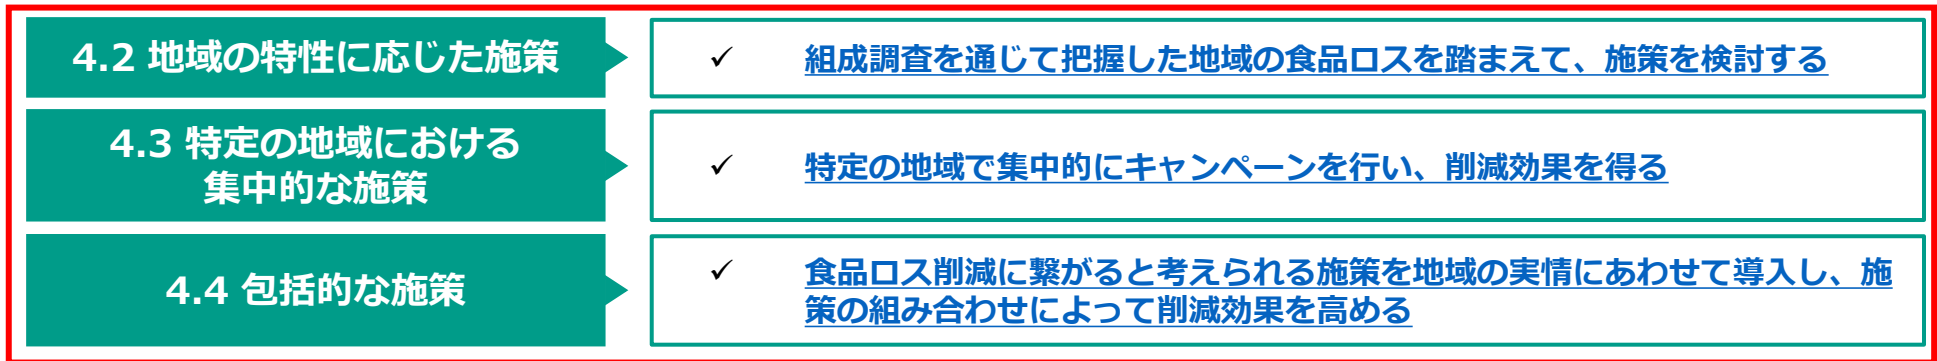 4.2 地域の特性に応じた施策
✓ 組成調査を通じて把握した地域の食品ロスを踏まえて、施策を検討する
4.3 特定の地域における
集中的な施策
✓ 特定の地域で集中的にキャンペーンを行い、削減効果を得る
4.4 包括的な施策
✓ 食品ロス削減に繋がると考えられる施策を地域の実情にあわせて導入し、施
策の組み合わせによって削減効果を高める